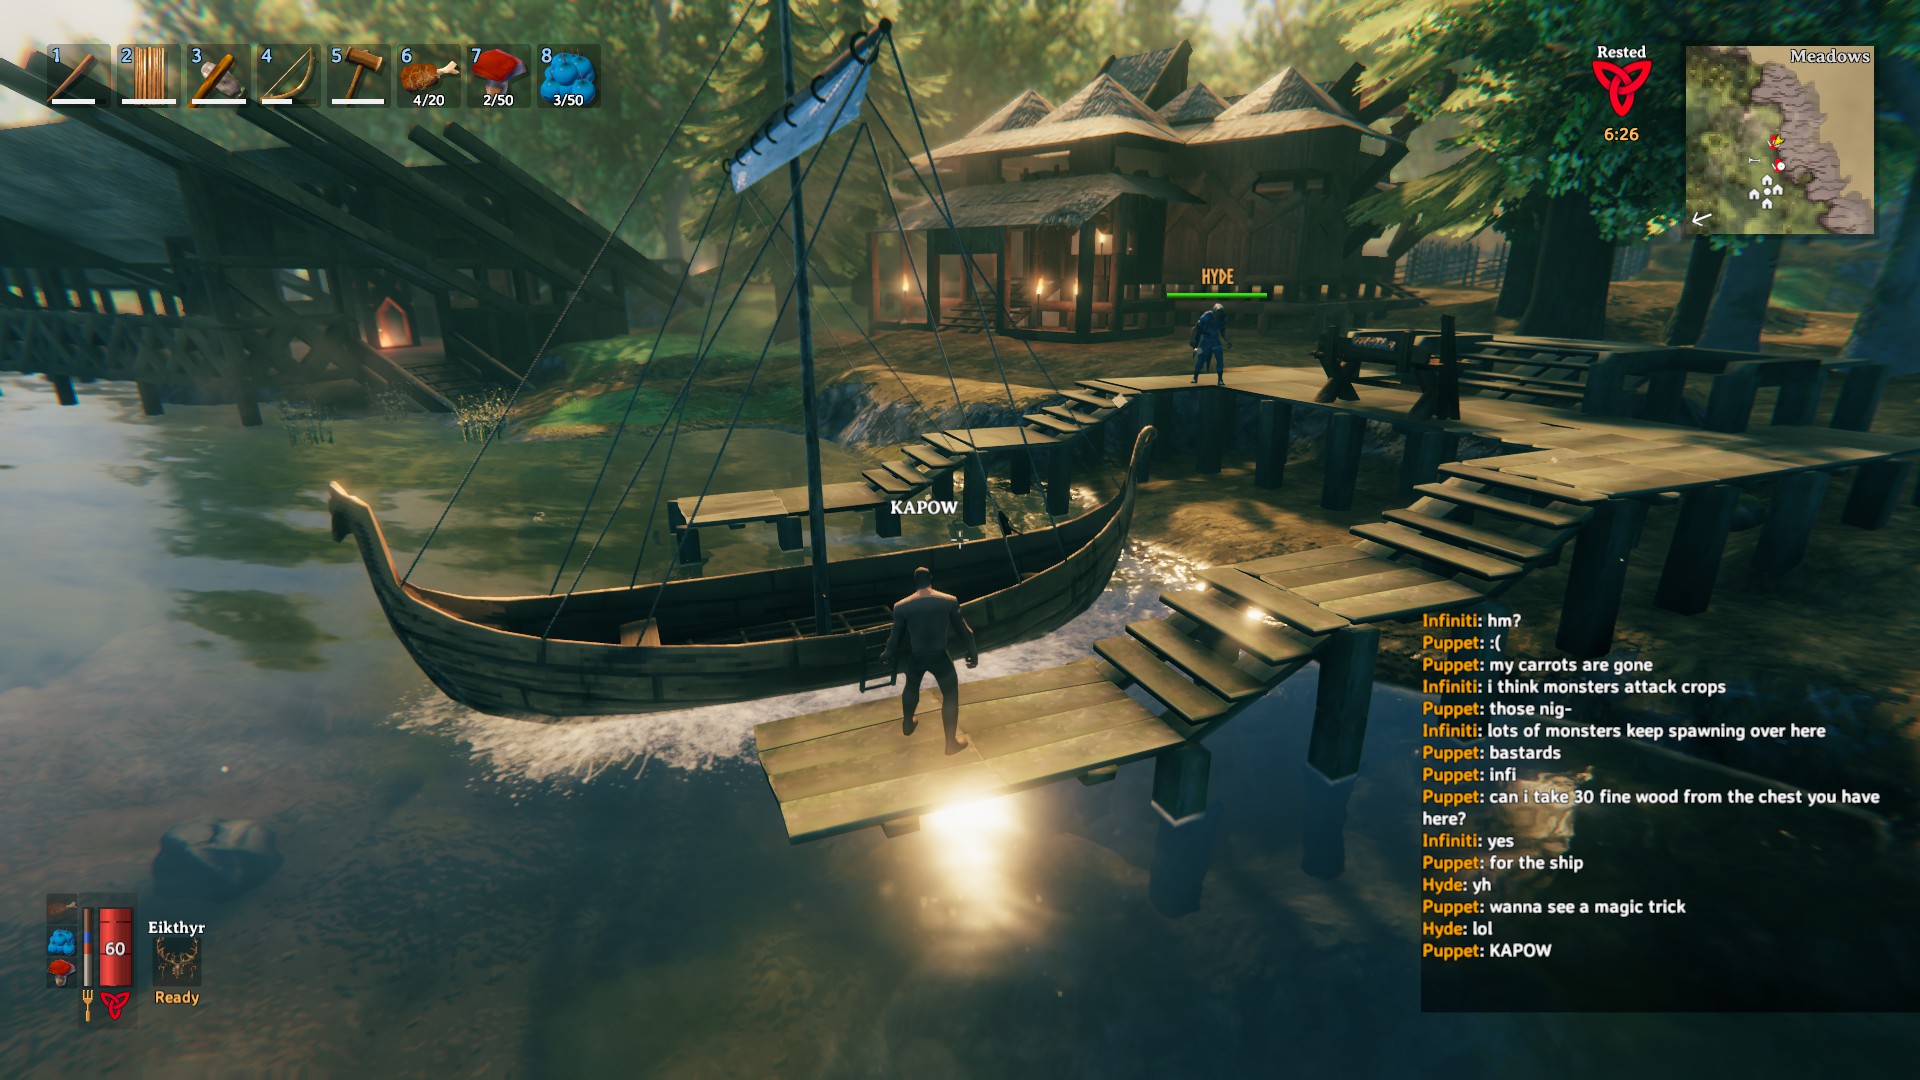 1 2 3 4 5 6 7 8
4/20 2/50 3/50
Rested
6:26
Meadows
HYDE
KAPOW
Infiniti: hm?
Puppet: :(
Puppet: my carrots are gone
Infiniti: i think monsters attack crops
Puppet: those nig-
Infiniti: lots of monsters keep spawning over here
Puppet: bastards
Puppet: infi
Puppet: can i take 30 fine wood from the chest you have
here?
Infiniti: yes
Puppet: for the ship
Hyde: yh
Puppet: wanna see a magic trick
Hyde: lol
Puppet: KAPOW
60
Eikthyr
Ready